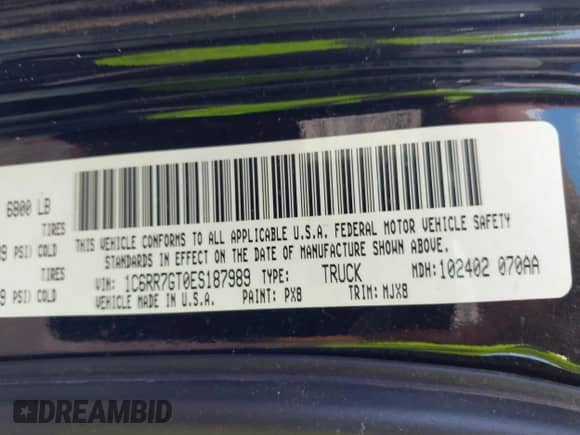 6800 LB
TIRES
PSI) COLD
TIRES
PSI) COLD
THIS VEHICLE CONFORMS TO ALL APPLICABLE U.S.A. FEDERAL MOTOR VEHICLE SAFETY
STANDARDS IN EFFECT ON THE DATE OF MANUFACTURE SHOWN ABOVE.
VIN: 1C6RR7GT0ES187989 TYPE: TRUCK MDH: 102402 070AA
VEHICLE MADE IN U.S.A. PAINT: PX8 TRIM: MJX8
DREAMBID